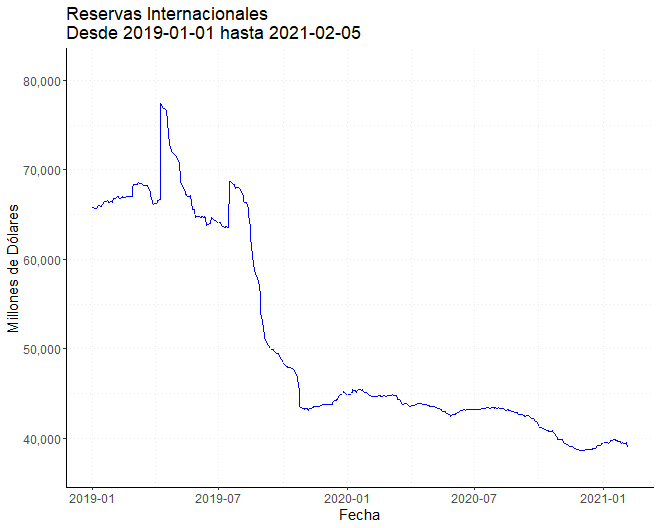 Reservas Internacionales
Desde 2019-01-01 hasta 2021-02-05
80,000
70,000
60,000
50,000
40,000
Millones de Dólares
2019-01 2019-07 2020-01 2020-07 2021-01
Fecha